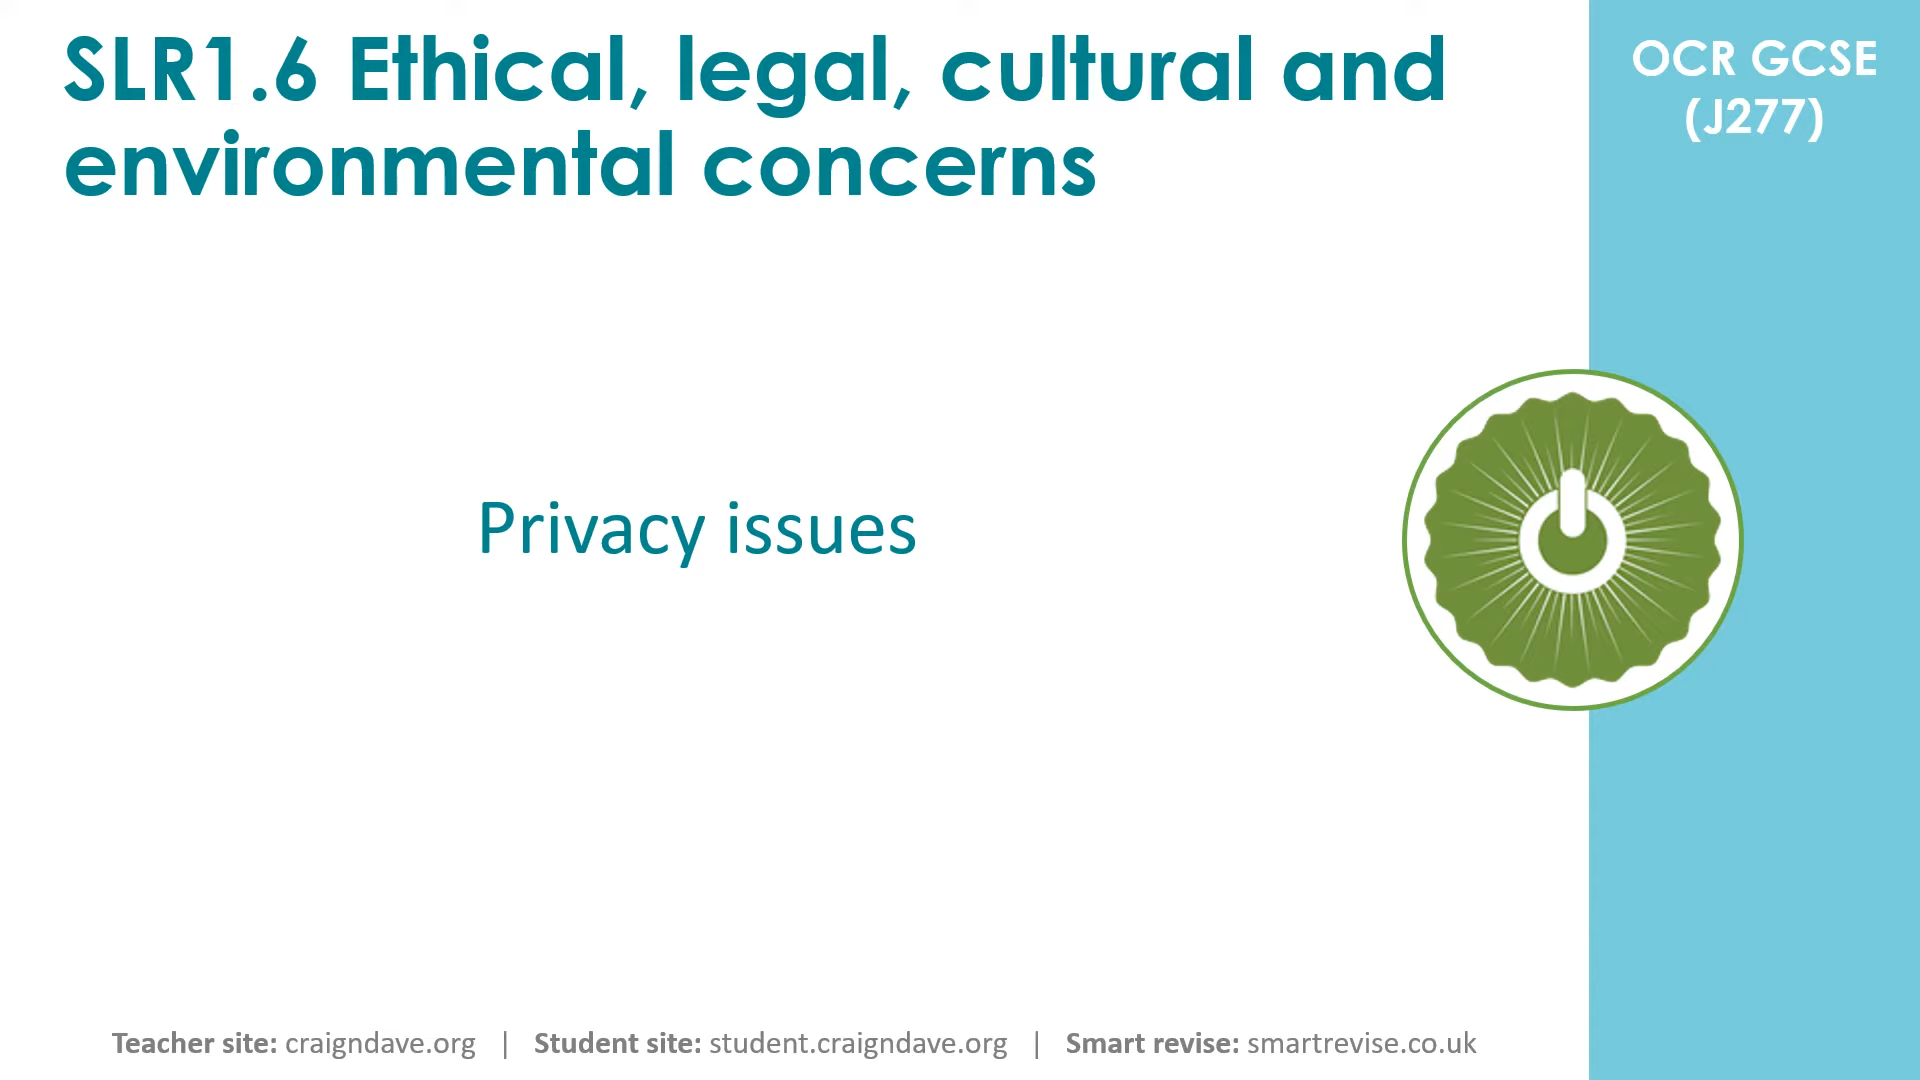 SLR1.6 Ethical, legal, cultural and
environmental concerns
OCR GCSE
(J277)
Privacy issues
Teacher site: craigndave.org | Student site: student.craigndave.org | Smart revise: smartrevise.co.uk